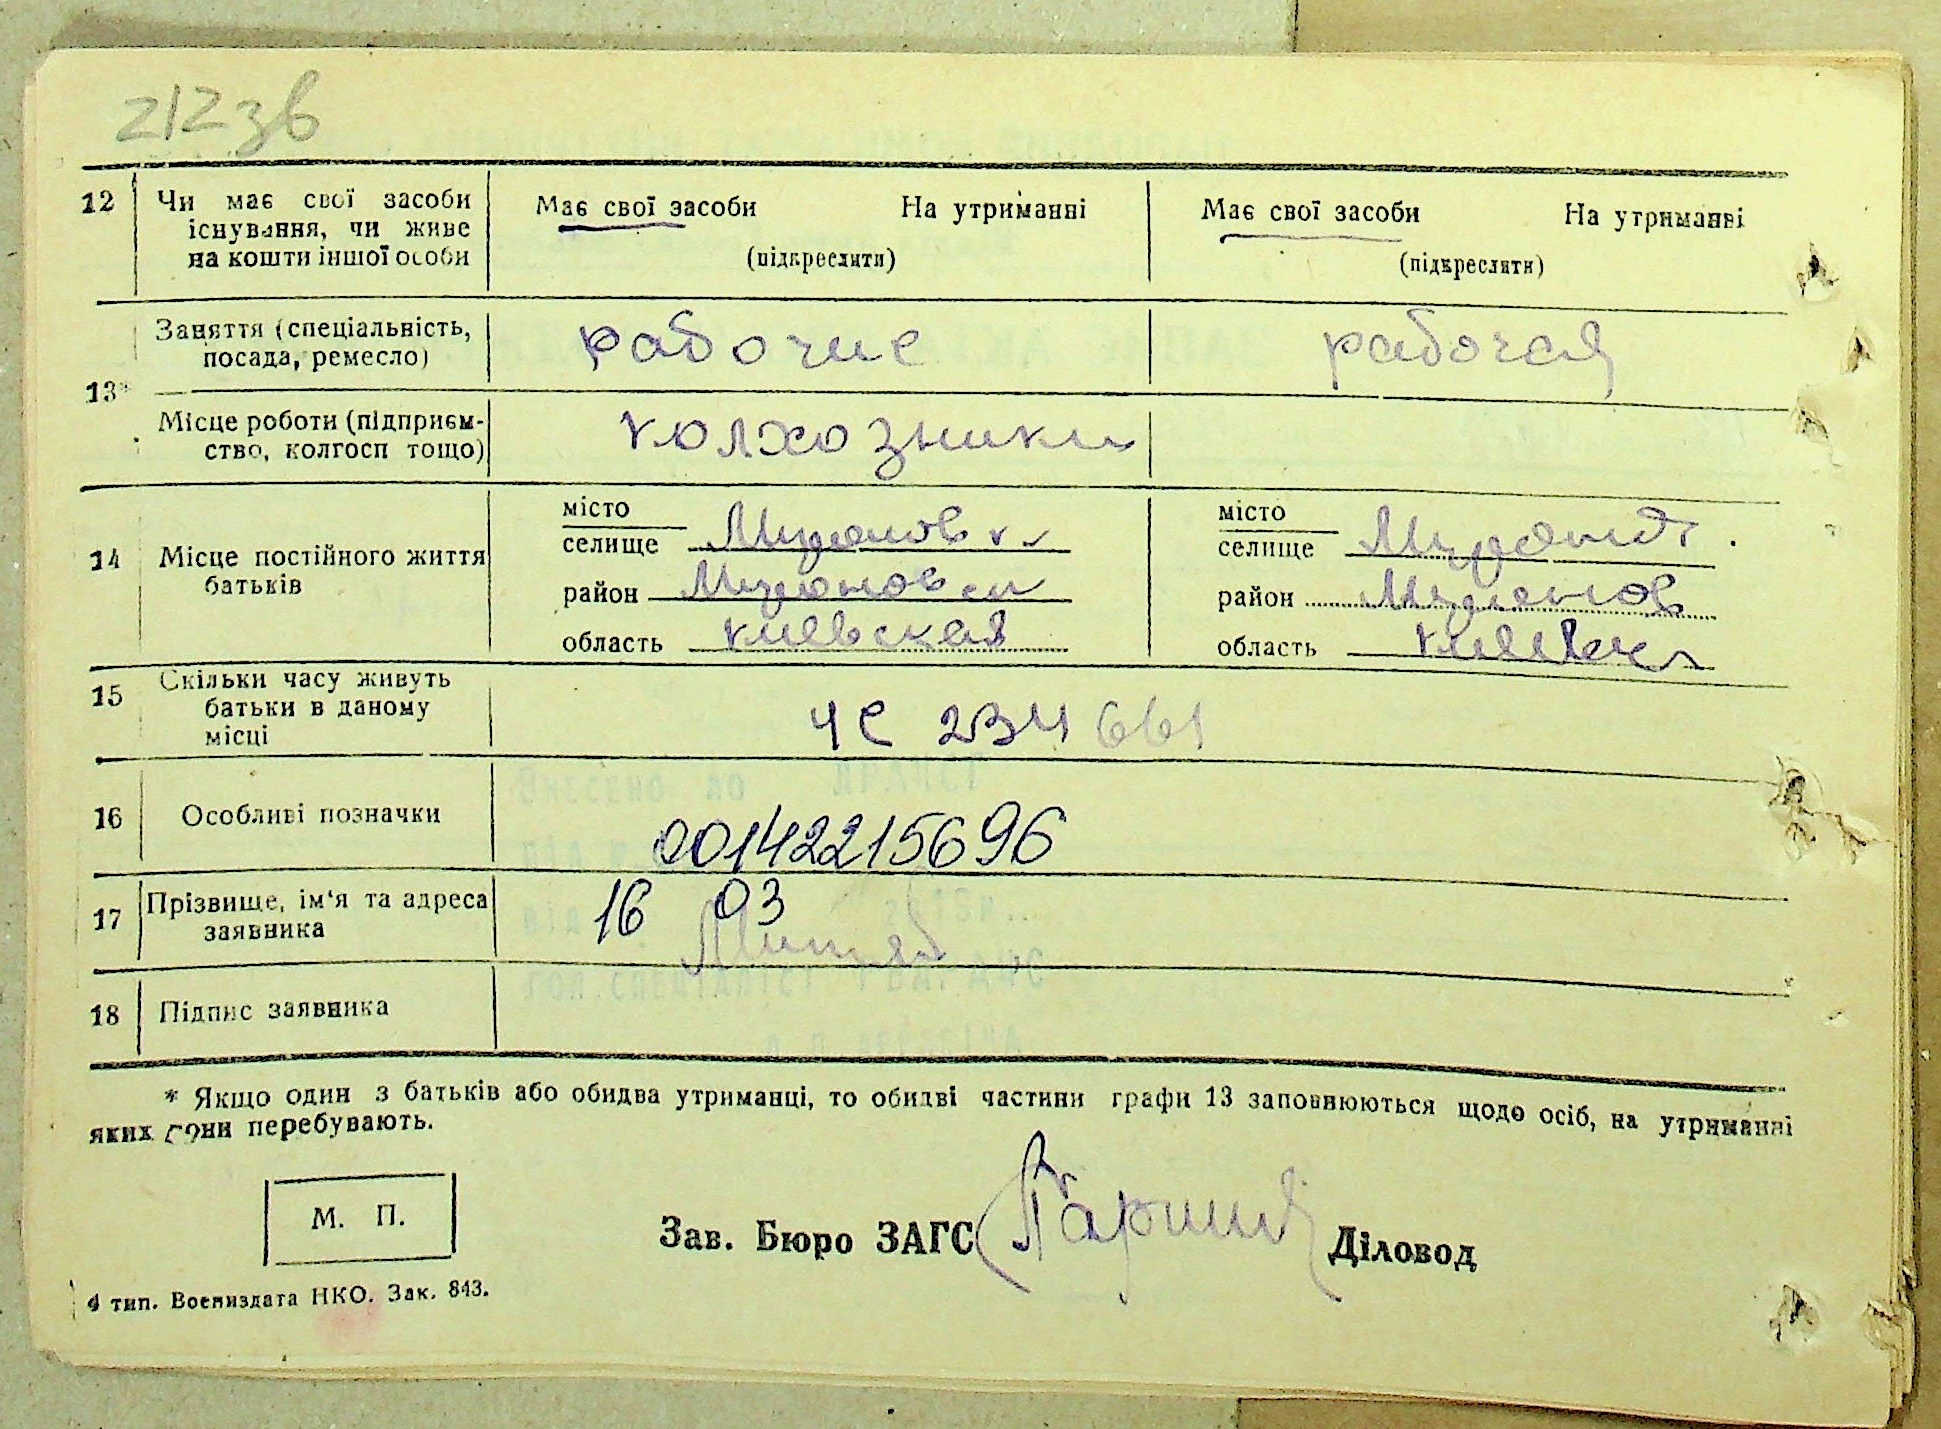 212зв
12 Чи має свої засоби існування, чи живе на кошти іншої особи
Має свої засоби На утриманні
(підкреслити)
Має свої засоби На утриманні
(підкреслити)
13*
Заняття (спеціальність, посада, ремесло)
рабочие
рабочая
Місце роботи (підприєм-
ство, колгосп тощо)
колхозники
14 Місце постійного життя батьків
місто
селище
район
область киевская
місто
селище
район Миронов
область
15 Скільки часу живуть батьки в даному місці
ЧС 234661
16 Особливі позначки
00142215696
17 Прізвище, ім'я та адреса заявника
16 03
18 Підпис заявника
* Якщо один з батьків або обидва утриманці, то обидві частини графи 13 заповнюються щодо осіб, на утриманні
яких вони перебувають.
М. П.
Зав. Бюро ЗАГС
Діловод
4 тип. Воениздата НКО. Зак. 843.